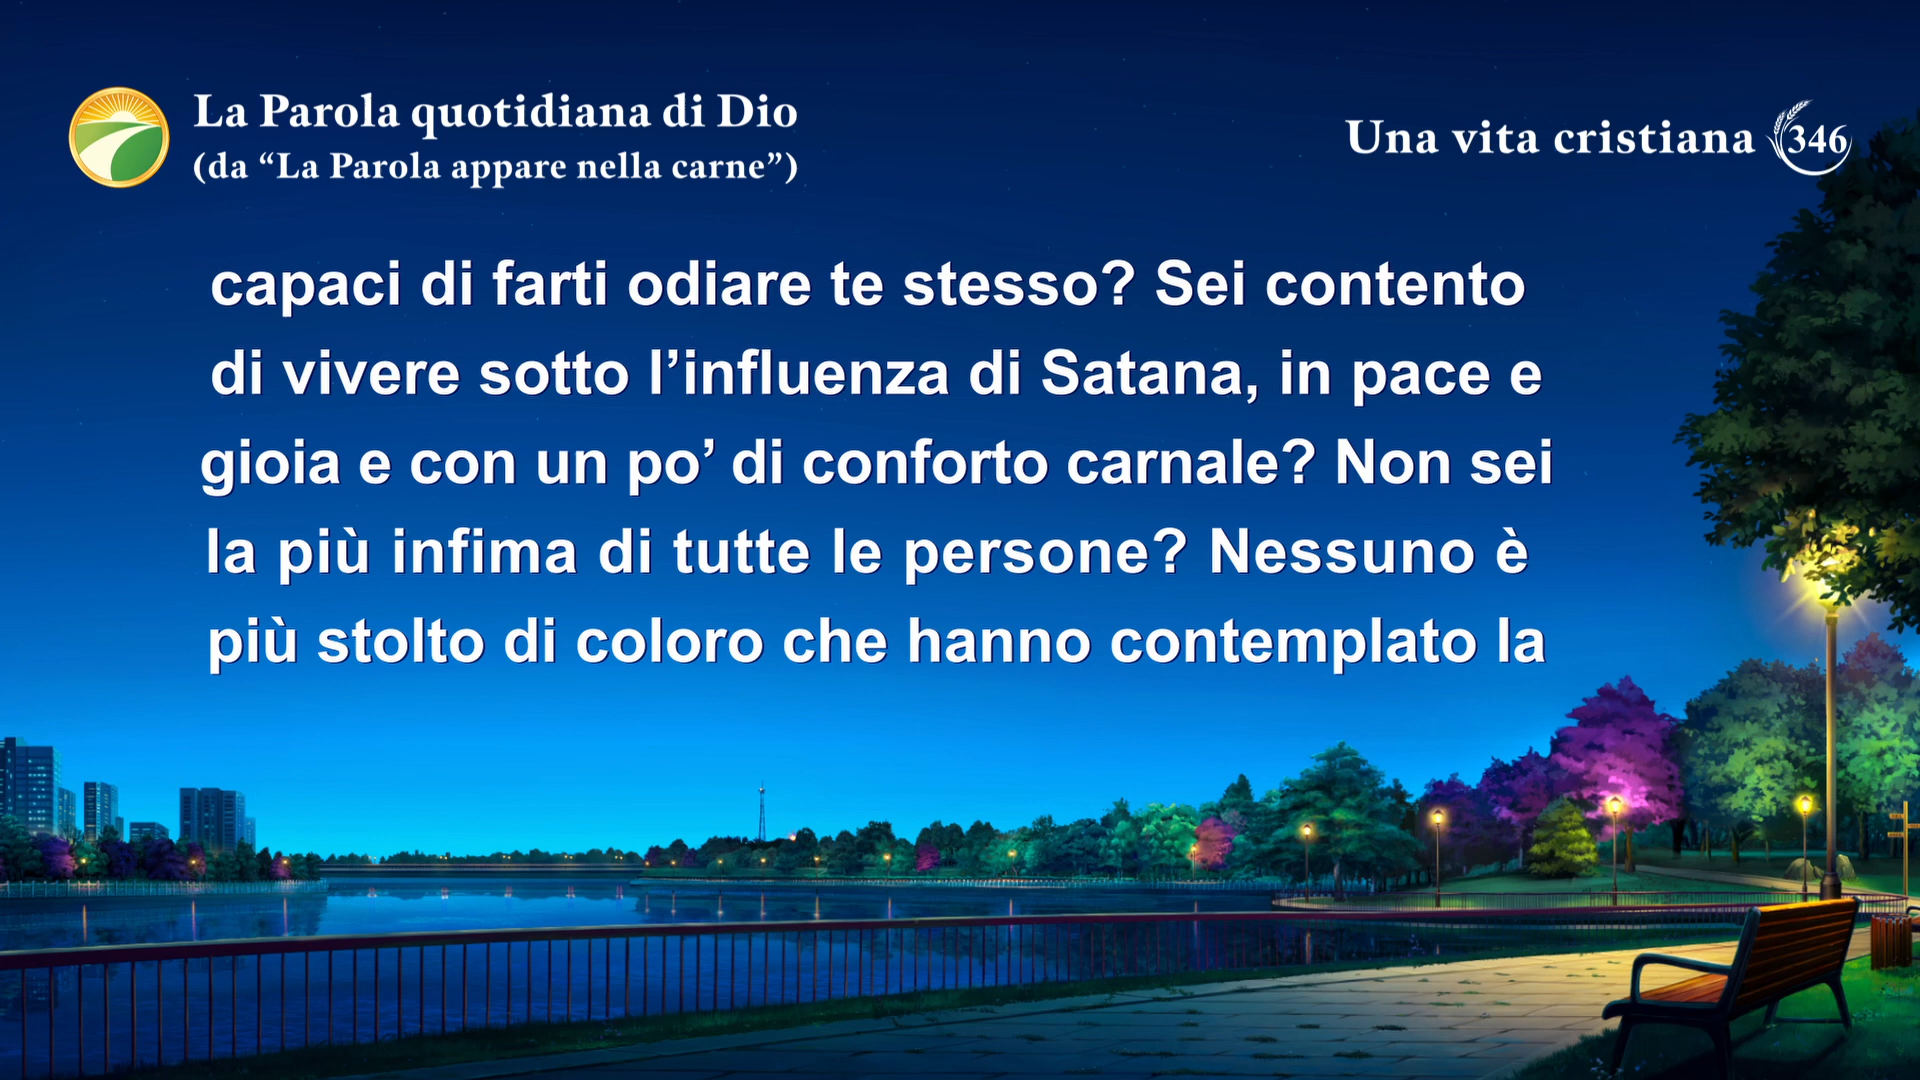 La Parola quotidiana di Dio
(da “La Parola appare nella carne”)
Una vita cristiana 346
capaci di farti odiare te stesso? Sei contento
di vivere sotto l’influenza di Satana, in pace e
gioia e con un po’ di conforto carnale? Non sei
la più infima di tutte le persone? Nessuno è
più stolto di coloro che hanno contemplato la